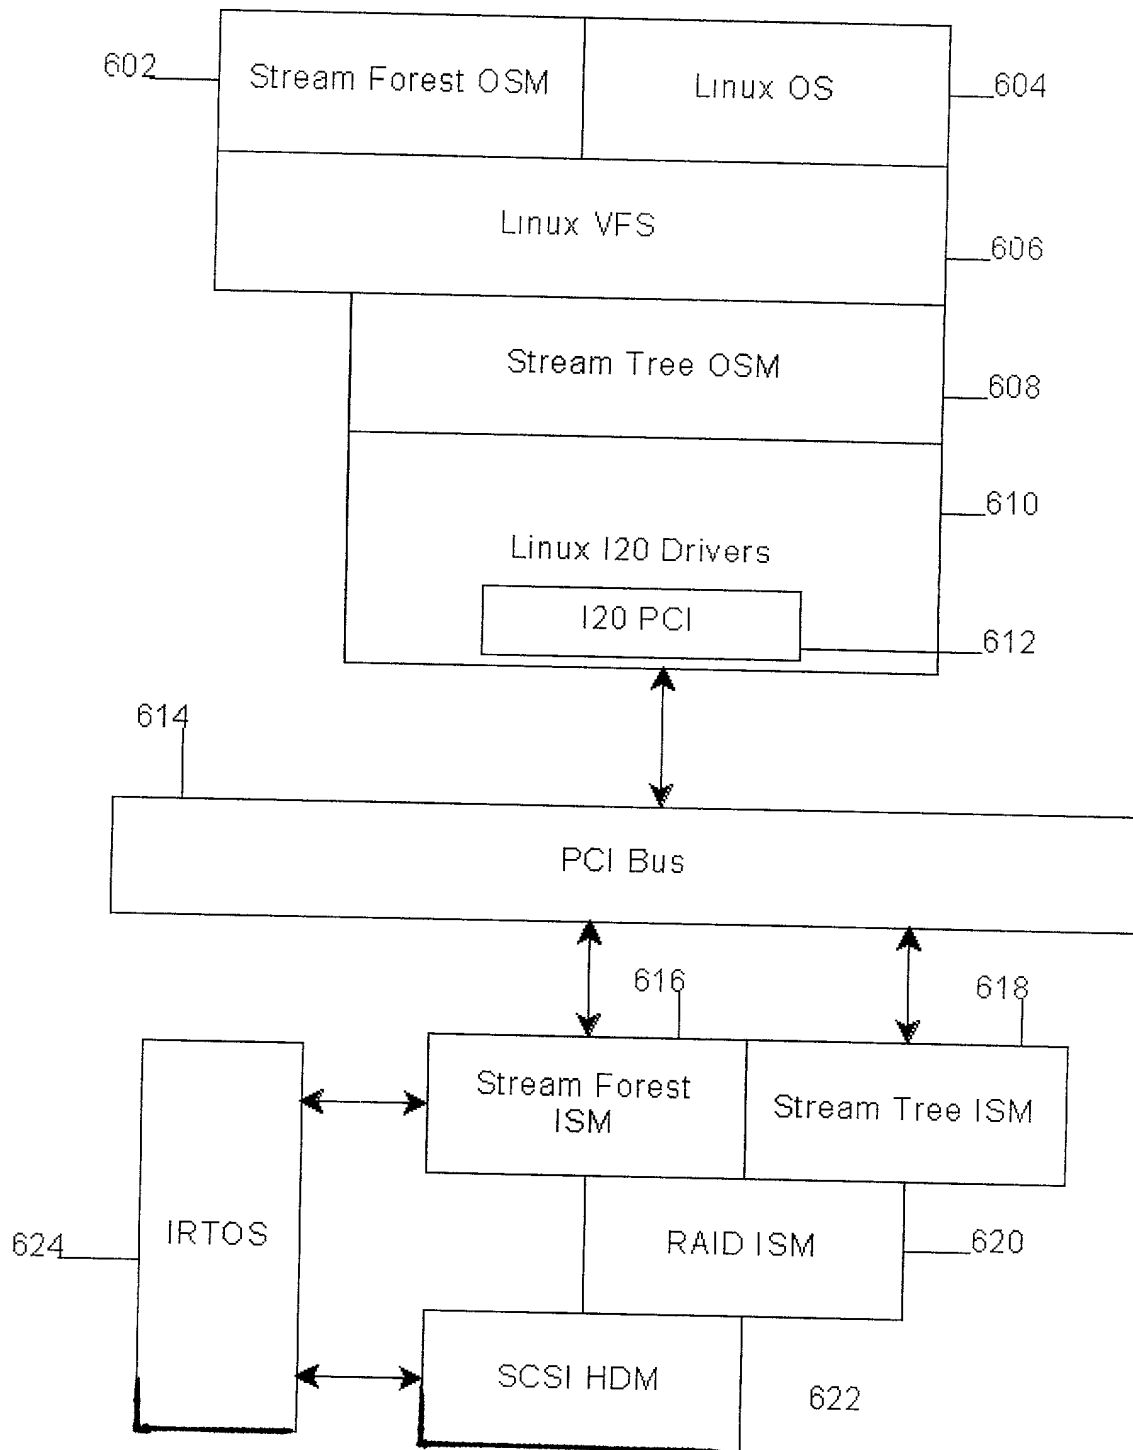 602
Stream Forest OSM
Linux OS
604
Linux VFS
606
Stream Tree OSM
608
610
Linux I20 Drivers
I20 PCI
612
614
PCI Bus
616
618
Stream Forest
ISM
Stream Tree ISM
624
IRTOS
RAID ISM
620
SCSI HDM
622